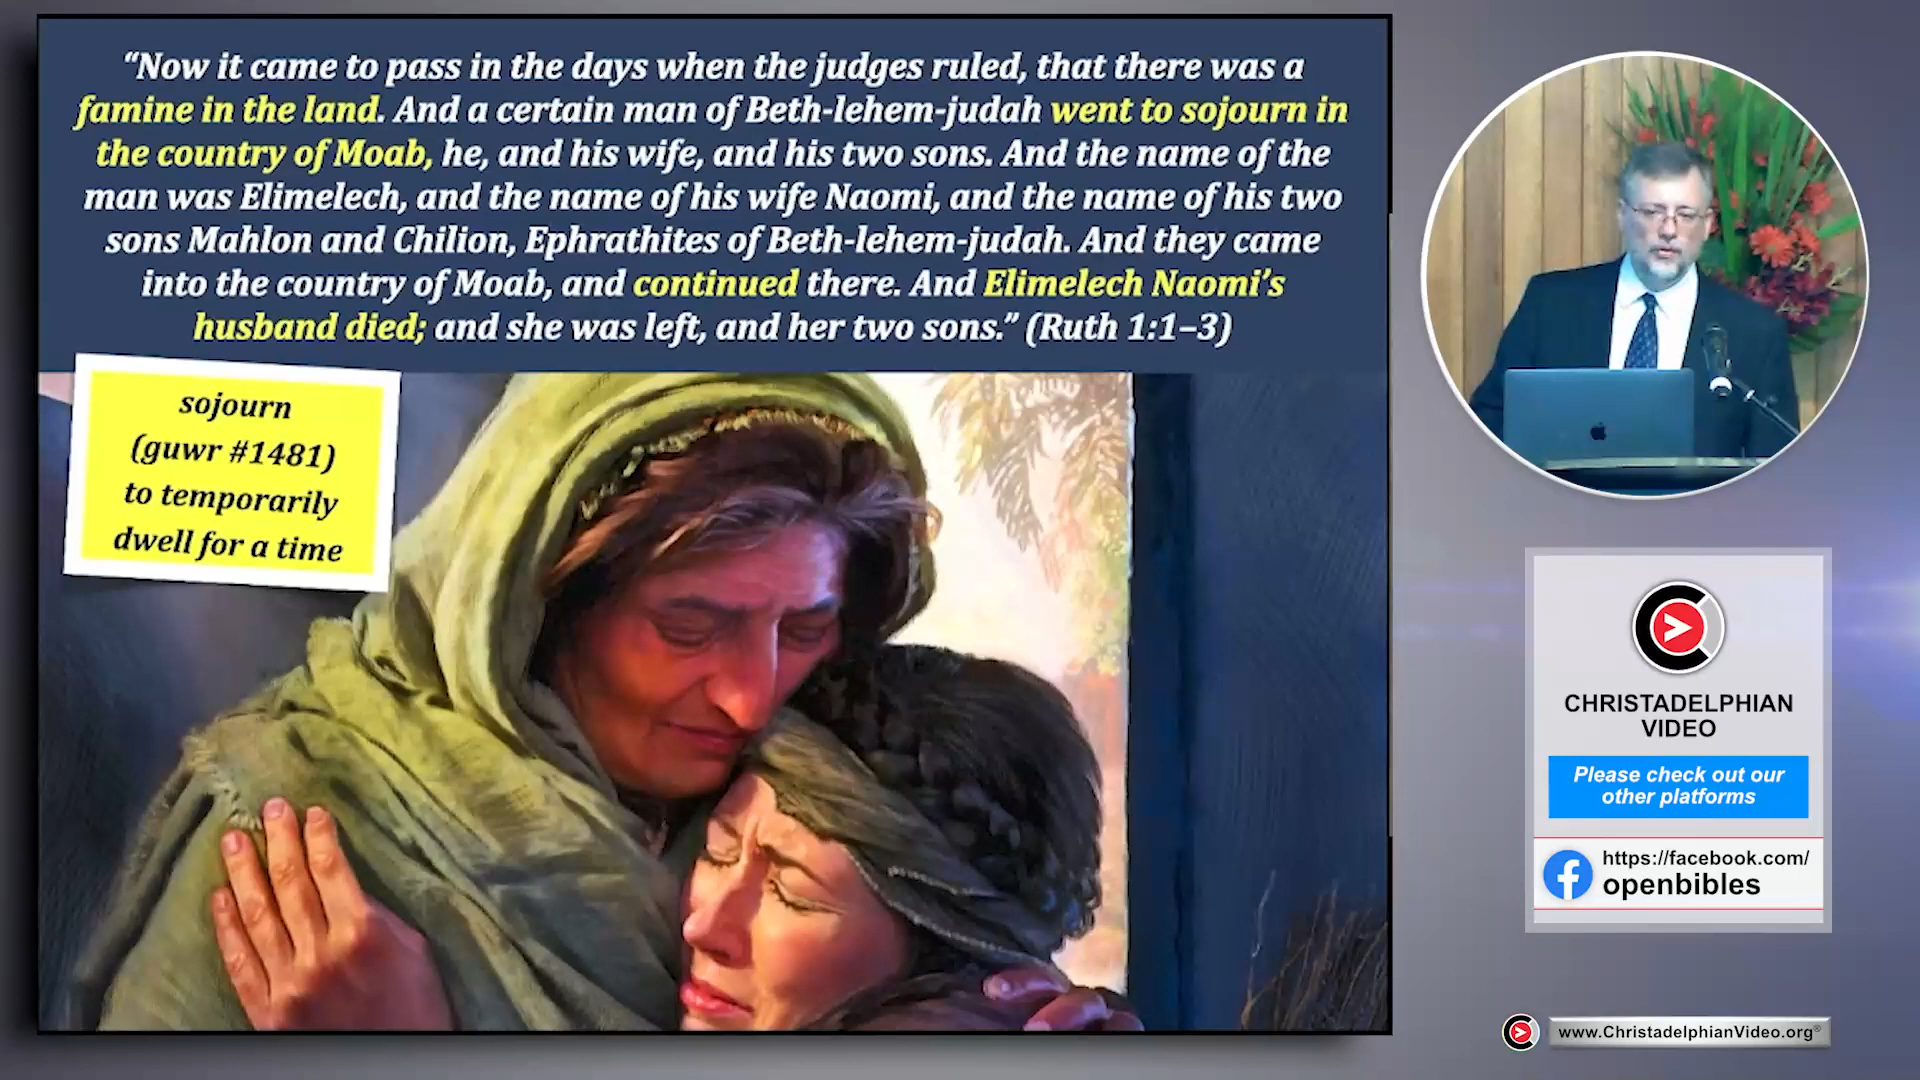 “Now it came to pass in the days when the judges ruled, that there was a
famine in the land. And a certain man of Beth-lehem-judah went to sojourn in
the country of Moab, he, and his wife, and his two sons. And the name of the
man was Elimelech, and the name of his wife Naomi, and the name of his two
sons Mahlon and Chilion, Ephrathites of Beth-lehem-judah. And they came
into the country of Moab, and continued there. And Elimelech Naomi’s
husband died; and she was left, and her two sons.” (Ruth 1:1–3)
sojourn
(guwr #1481)
to temporarily
dwell for a time
CHRISTADELPHIAN
VIDEO
Please check out our
other platforms
https://facebook.com/
openbibles
www.ChristadelphianVideo.org®